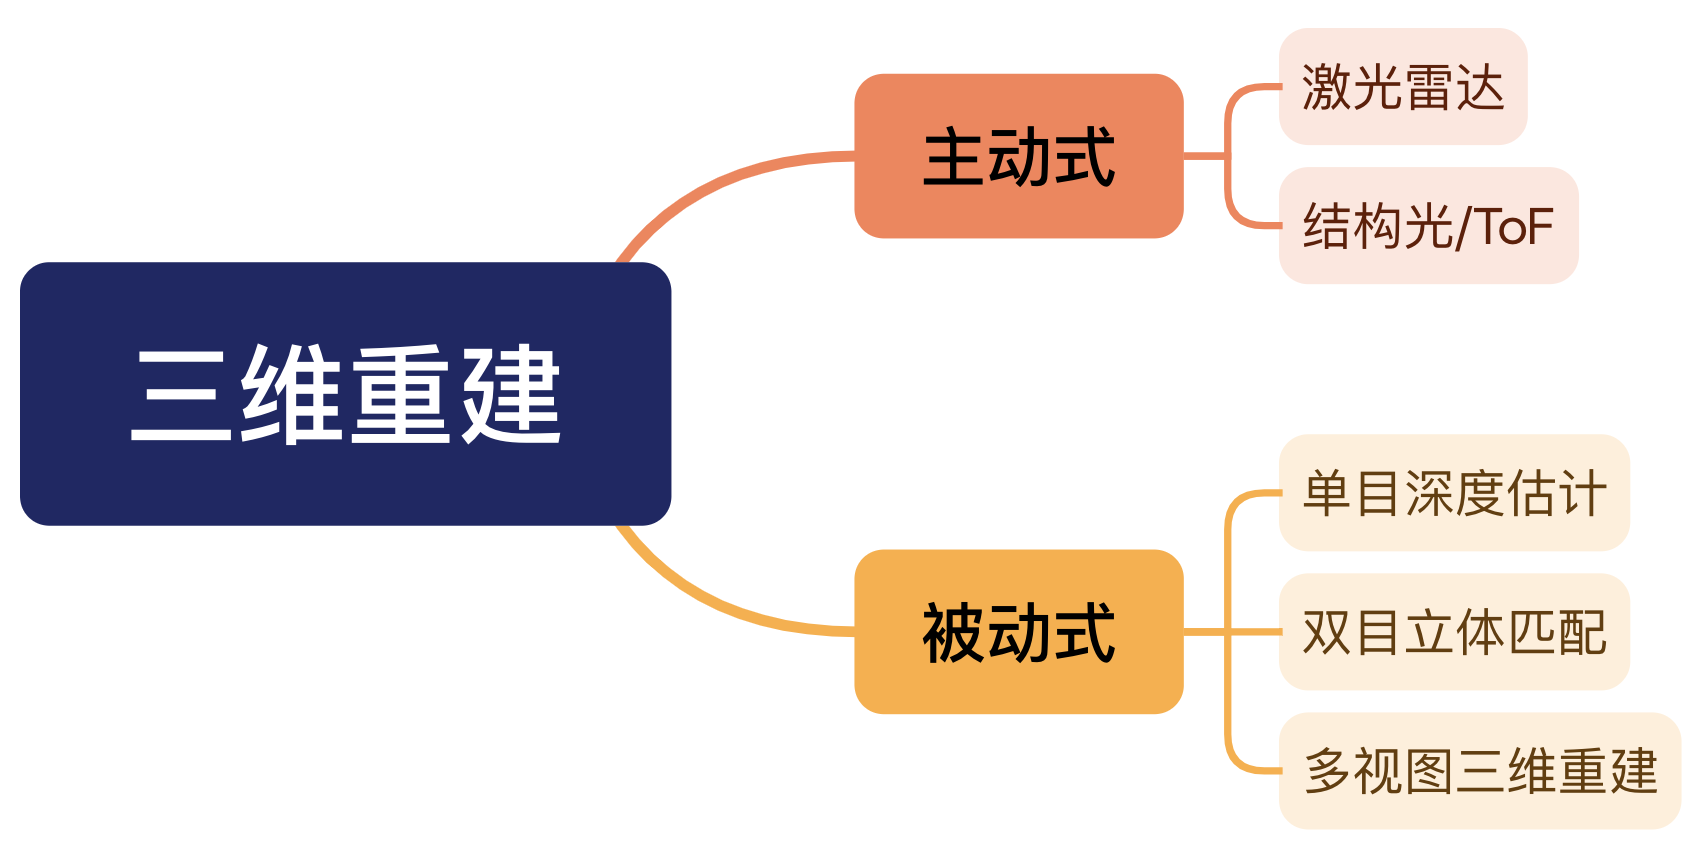 三维重建
主动式
激光雷达
结构光/ToF
被动式
单目深度估计
双目立体匹配
多视图三维重建